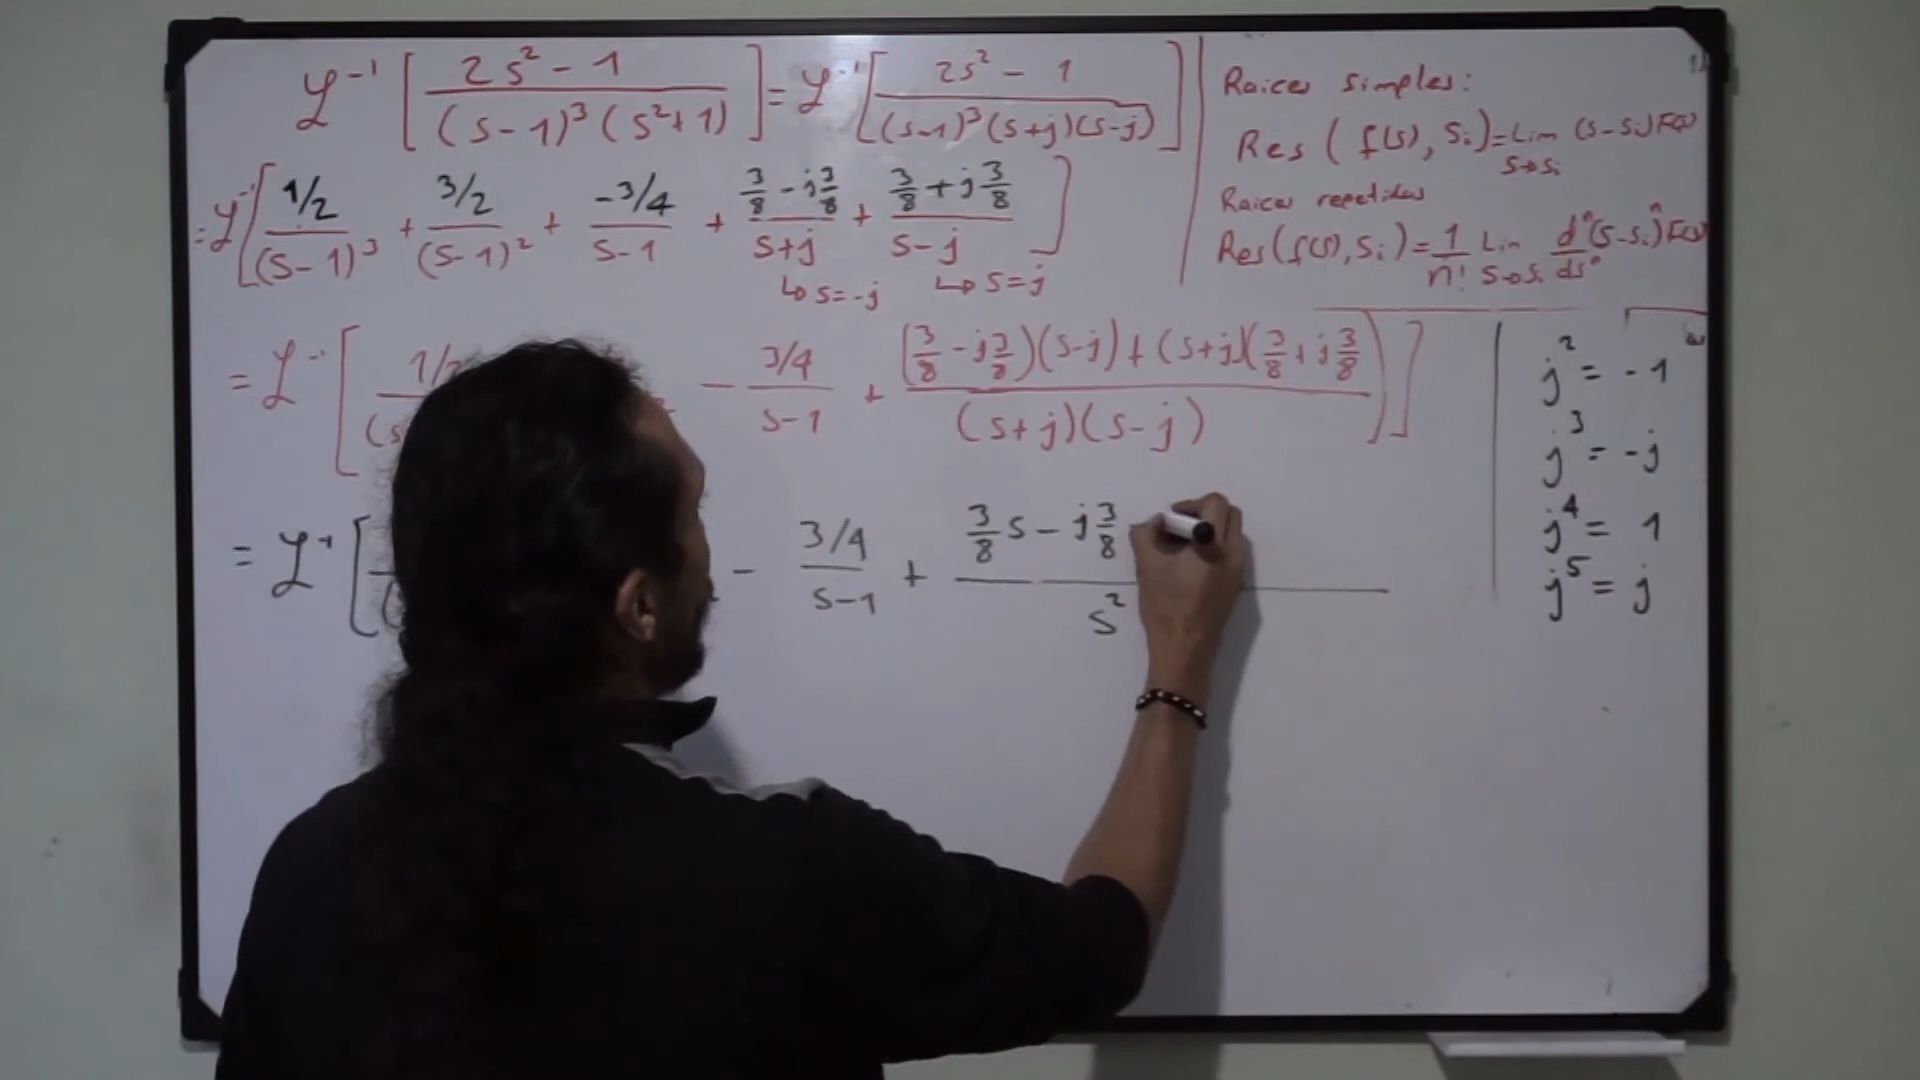 ℒ⁻¹ [ (2s² - 1) / ((s-1)³ (s²+1)) ] = ℒ⁻¹ [ (2s² - 1) / ((s-1)³ (s+j)(s-j)) ]
= ℒ⁻¹ [ (1/2)/(s-1)³ + (3/2)/(s-1)² + (-3/4)/(s-1) + (3/8 - j3/8)/(s+j) + (3/8 + j3/8)/(s-j) ]
↳ s=-j ↳ s=j
= ℒ⁻¹ [ 1/2 - (3/4)/(s-1) + ((3/8 - j3/8)(s-j) + (s+j)(3/8 + j3/8)) / ((s+j)(s-j)) ]
= ℒ⁻¹ [ - (3/4)/(s-1) + (3/8 s - j3/8) / s²
Raices simples:
Res ( f(s), si) = Lim s→si (s-si) F(s)
Raices repetidas
Res (f(s), si) = 1/n! Lim s→si dⁿ/dsⁿ (s-si)ⁿ F(s)
j² = -1
j³ = -j
j⁴ = 1
j⁵ = j